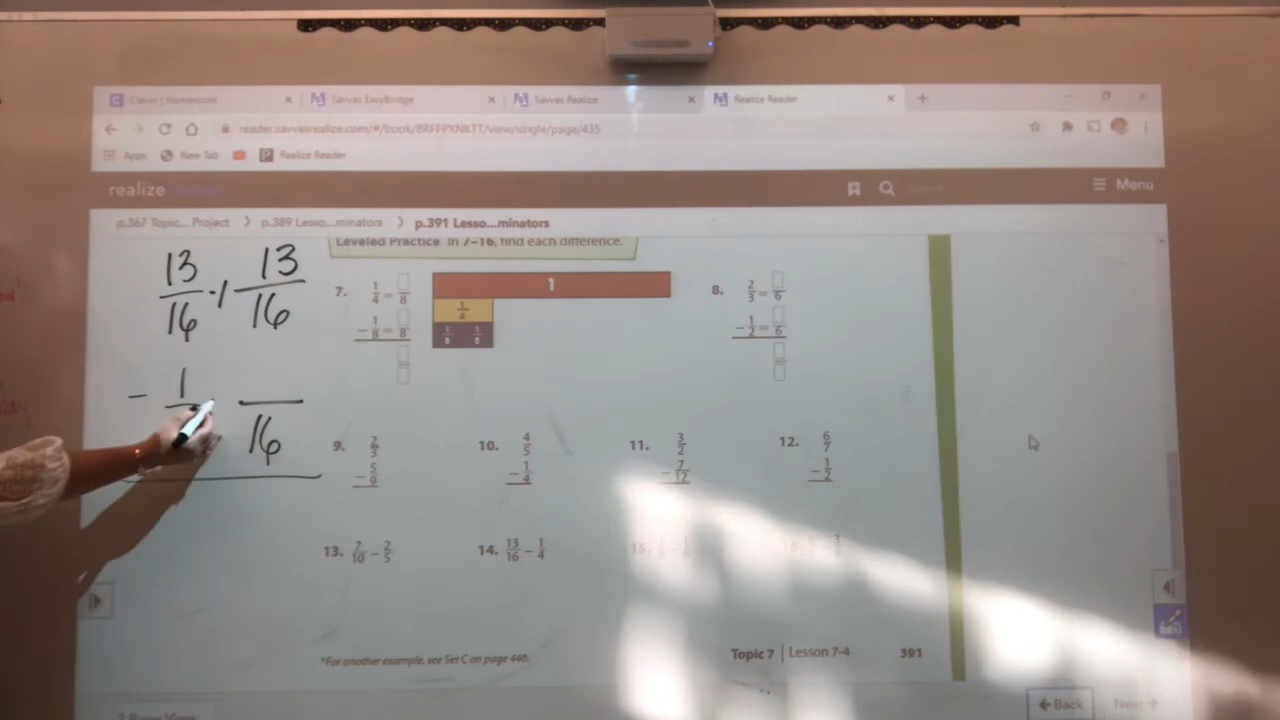 Clever | Homeroom
Savvas EasyBridge
Savvas Realize
Realize Reader
reader.savvasrealize.com/#/book/BRFFPXNKTT/view/single/page/435
Apps
New Tab
Realize Reader
realize
Menu
p.367 Topic... Project > p.389 Lesso...minators > p.391 Lesso...minators
Leveled Practice In 7–16, find each difference.
13/16 · 1 13/16
- 1 /16
7. 1/4 = □/8
- 1/8 = □/8
□/□
1
1/4
1/8 1/8
8. 2/3 = □/6
- 1/2 = □/6
□/□
9. 2/3
- 5/9
10. 4/5
- 1/4
11. 3/2
- 7/12
12. 6/7
- 1/2
13. 7/10 - 2/5
14. 13/16 - 1/4
15.
16.
*For another example, see Set C on page 448.
Topic 7 | Lesson 7-4 391
Back
Next